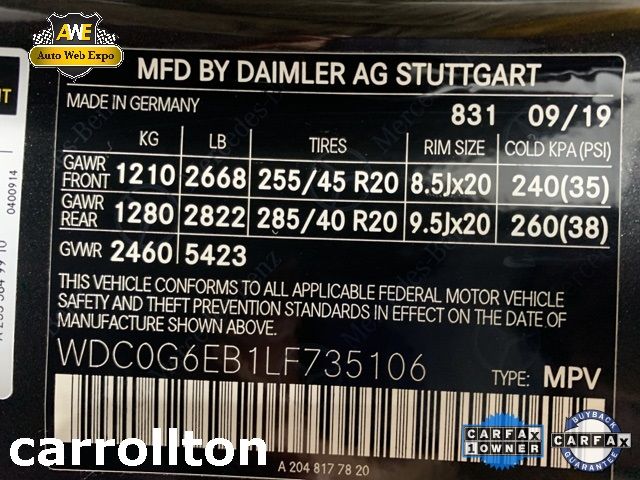 AWE
Auto Web Expo
MFD BY DAIMLER AG STUTTGART
MADE IN GERMANY 831 09/19
KG LB TIRES RIM SIZE COLD KPA (PSI)
GAWR FRONT 1210 2668 255/45 R20 8.5Jx20 240(35)
GAWR REAR 1280 2822 285/40 R20 9.5Jx20 260(38)
GVWR 2460 5423
THIS VEHICLE CONFORMS TO ALL APPLICABLE FEDERAL MOTOR VEHICLE
SAFETY AND THEFT PREVENTION STANDARDS IN EFFECT ON THE DATE OF
MANUFACTURE SHOWN ABOVE.
WDC0G6EB1LF735106
TYPE: MPV
A 204 817 78 20
0400914
carrollton
CARFAX
1 OWNER
BUYBACK
CARFAX
GUARANTEE